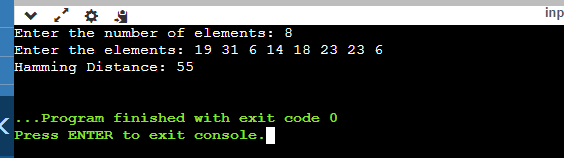 inp
Enter the number of elements: 8
Enter the elements: 19 31 6 14 18 23 23 6
Hamming Distance: 55
...Program finished with exit code 0
Press ENTER to exit console.